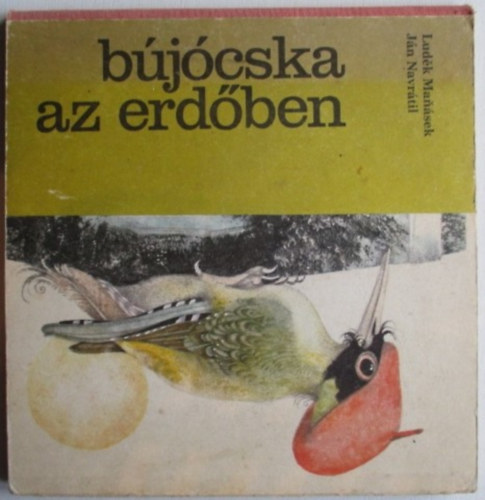 bújócska
az erdőben
Luděk Maňásek
Ján Navrátil